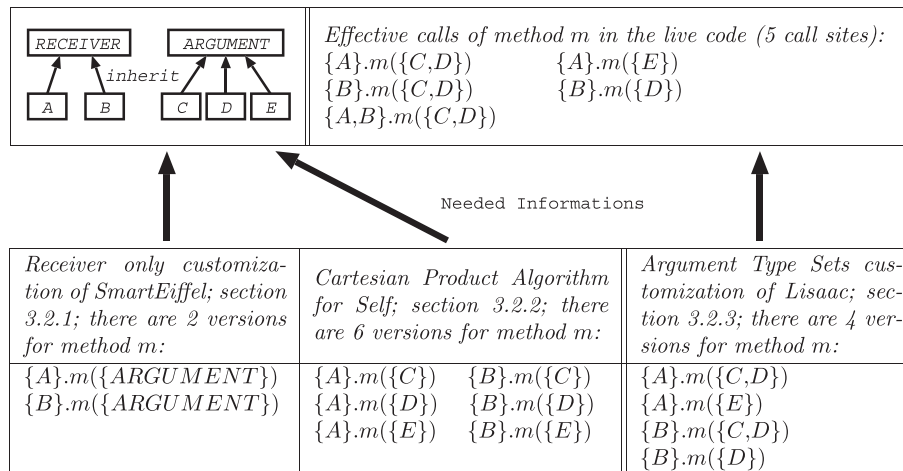 RECEIVER
ARGUMENT
inherit
A
B
C
D
E
Effective calls of method m in the live code (5 call sites):
{A}.m({C,D}) {A}.m({E})
{B}.m({C,D}) {B}.m({D})
{A,B}.m({C,D})
Needed Informations
Receiver only customiza-
tion of SmartEiffel; section
3.2.1; there are 2 versions
for method m:
{A}.m({ARGUMENT})
{B}.m({ARGUMENT})
Cartesian Product Algorithm
for Self; section 3.2.2; there
are 6 versions for method m:
{A}.m({C}) {B}.m({C})
{A}.m({D}) {B}.m({D})
{A}.m({E}) {B}.m({E})
Argument Type Sets cus-
tomization of Lisaac; sec-
tion 3.2.3; there are 4 ver-
sions for method m:
{A}.m({C,D})
{A}.m({E})
{B}.m({C,D})
{B}.m({D})